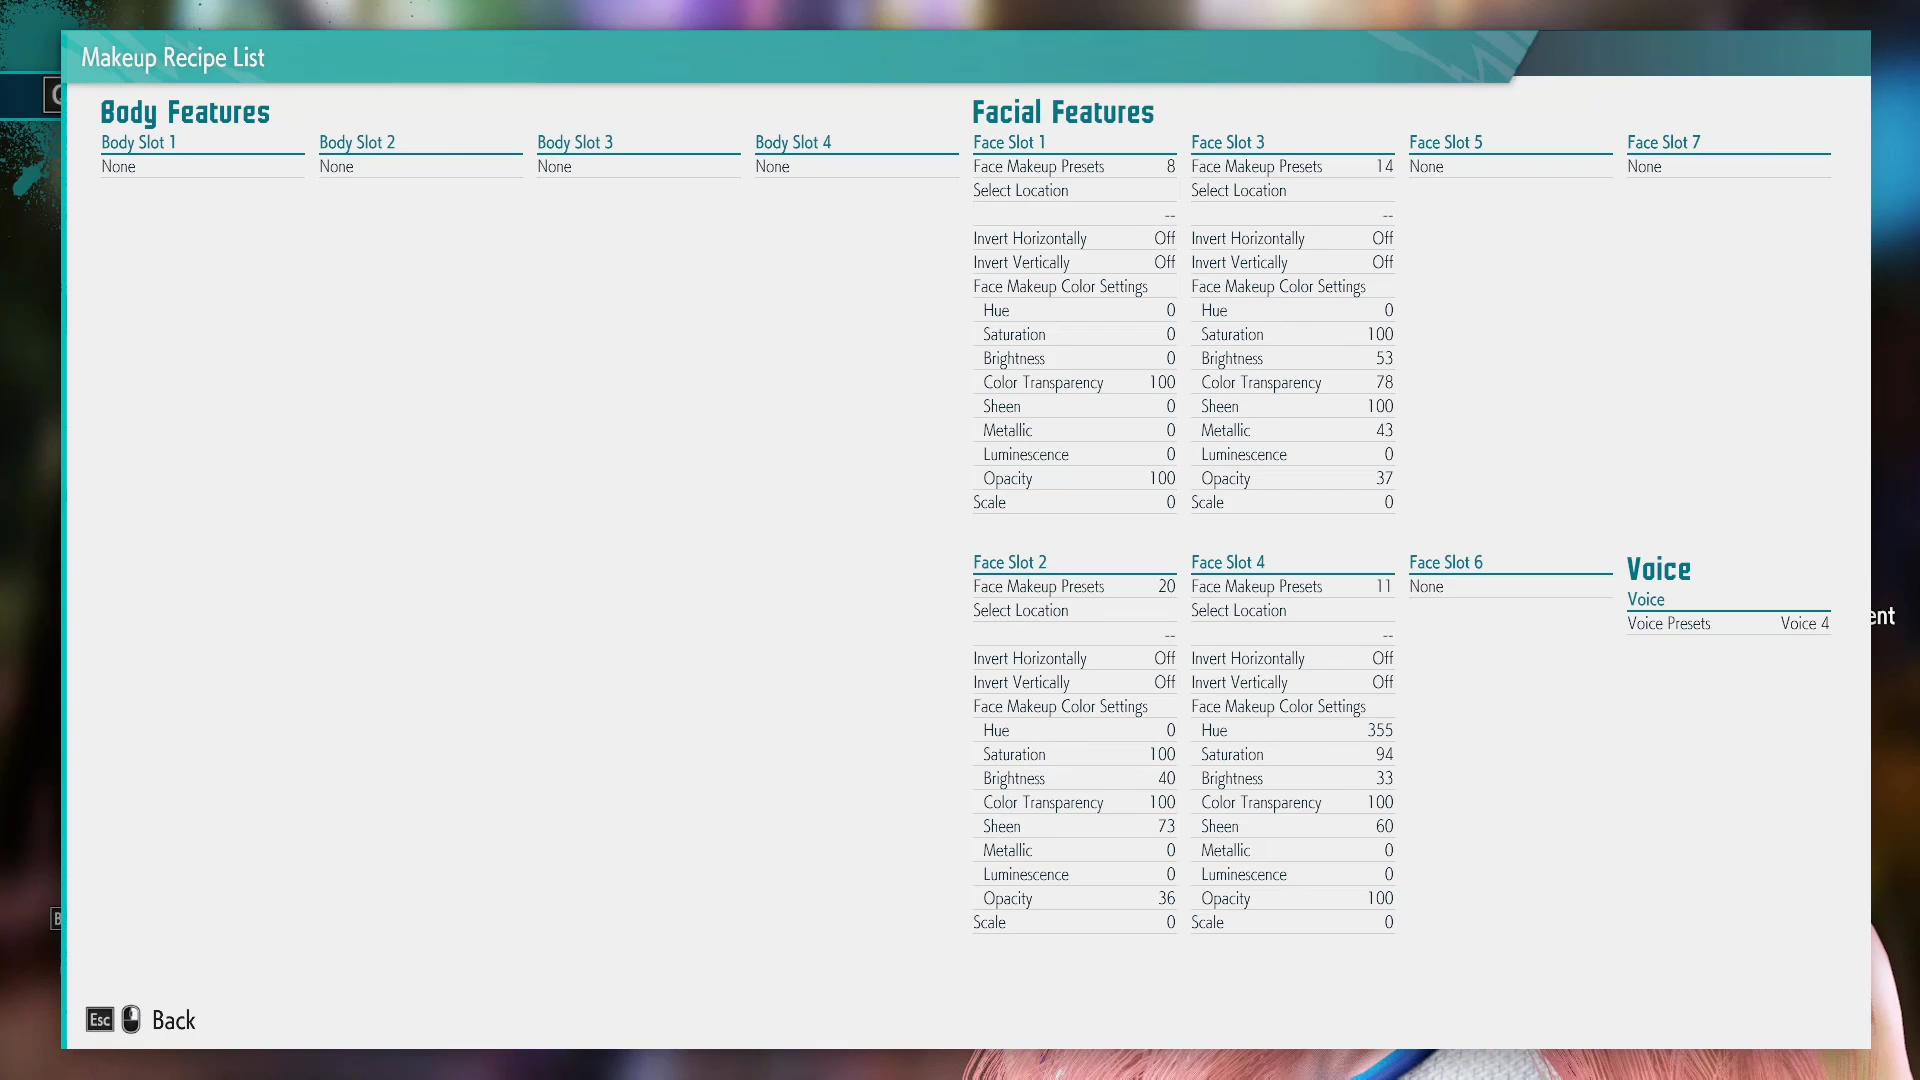 Makeup Recipe List
Body Features
Body Slot 1
None
Body Slot 2
None
Body Slot 3
None
Body Slot 4
None
Facial Features
Face Slot 1
Face Makeup Presets 8
Select Location
--
Invert Horizontally Off
Invert Vertically Off
Face Makeup Color Settings
Hue 0
Saturation 0
Brightness 0
Color Transparency 100
Sheen 0
Metallic 0
Luminescence 0
Opacity 100
Scale 0
Face Slot 2
Face Makeup Presets 20
Select Location
--
Invert Horizontally Off
Invert Vertically Off
Face Makeup Color Settings
Hue 0
Saturation 100
Brightness 40
Color Transparency 100
Sheen 73
Metallic 0
Luminescence 0
Opacity 36
Scale 0
Face Slot 3
Face Makeup Presets 14
Select Location
--
Invert Horizontally Off
Invert Vertically Off
Face Makeup Color Settings
Hue 0
Saturation 100
Brightness 53
Color Transparency 78
Sheen 100
Metallic 43
Luminescence 0
Opacity 37
Scale 0
Face Slot 4
Face Makeup Presets 11
Select Location
--
Invert Horizontally Off
Invert Vertically Off
Face Makeup Color Settings
Hue 355
Saturation 94
Brightness 33
Color Transparency 100
Sheen 60
Metallic 0
Luminescence 0
Opacity 100
Scale 0
Face Slot 5
None
Face Slot 6
None
Face Slot 7
None
Voice
Voice
Voice Presets Voice 4
ent
Esc Back